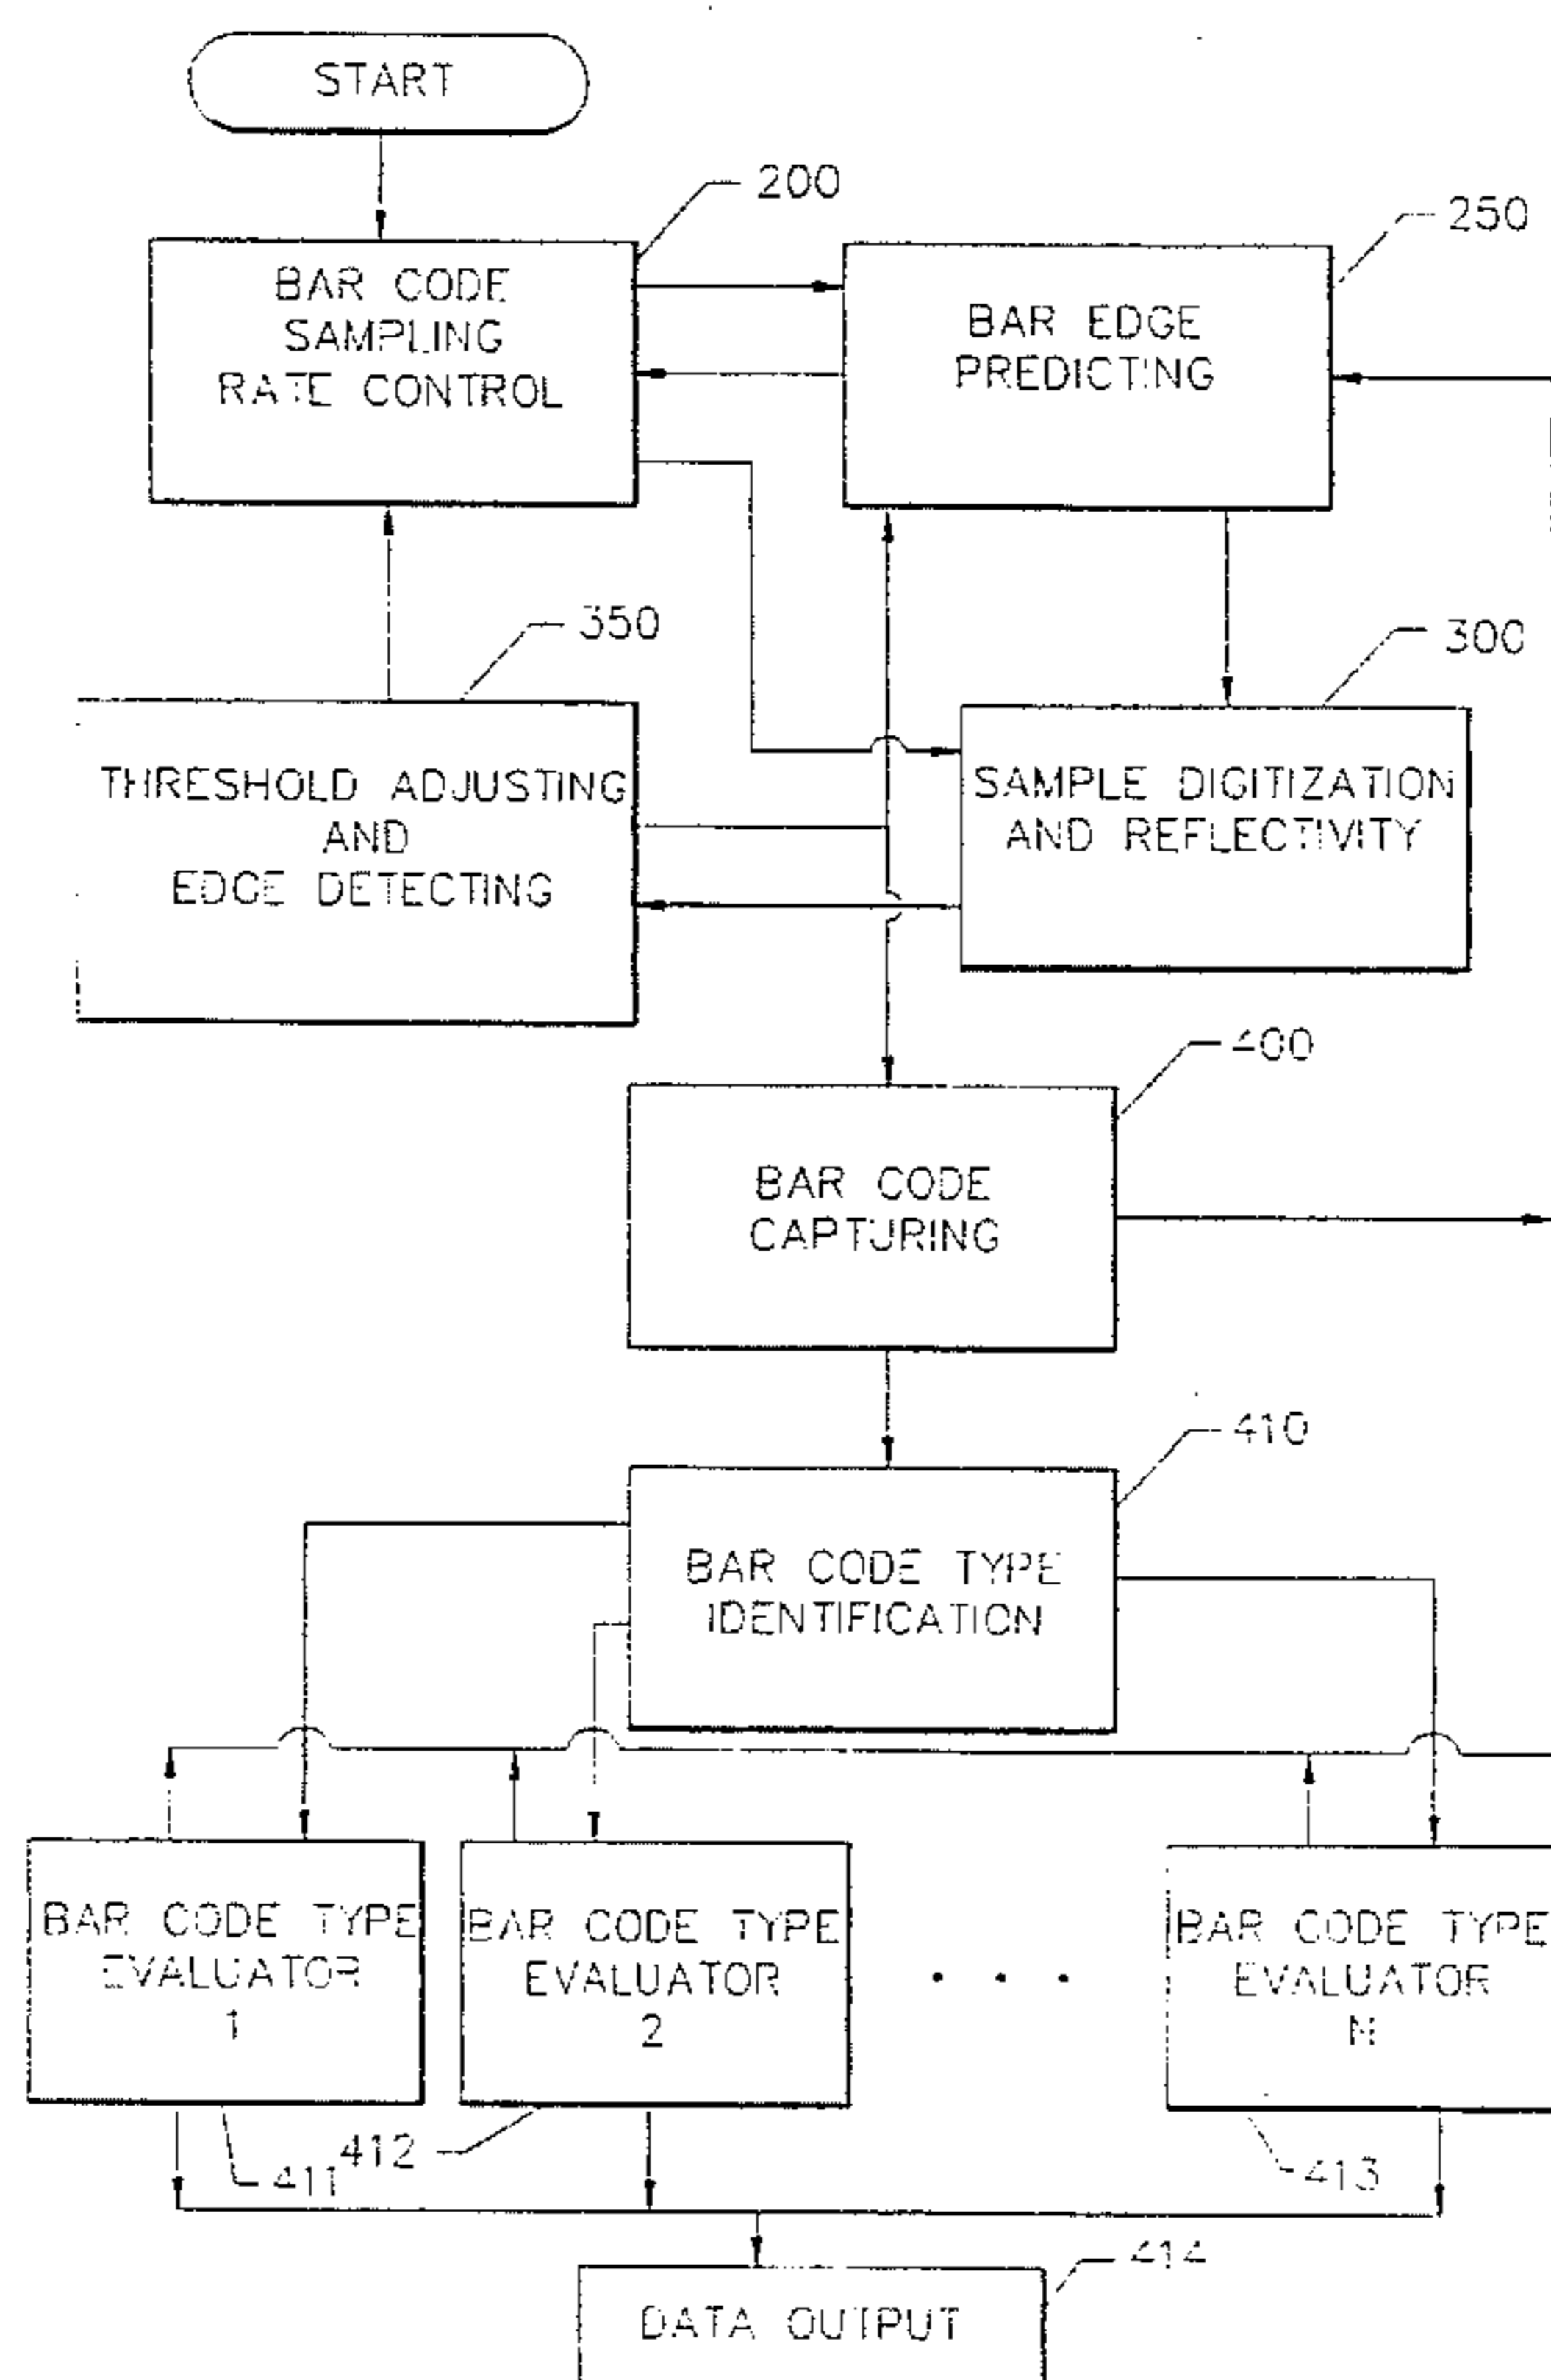 START
200
250
BAR CODE
SAMPLING
RATE CONTROL
BAR EDGE
PREDICTING
350
300
THRESHOLD ADJUSTING
AND
EDGE DETECTING
SAMPLE DIGITIZATION
AND REFLECTIVITY
400
BAR CODE
CAPTURING
410
BAR CODE TYPE
IDENTIFICATION
BAR CODE TYPE
EVALUATOR
1
BAR CODE TYPE
EVALUATOR
2
. . .
BAR CODE TYPE
EVALUATOR
N
411
412
413
414
DATA OUTPUT